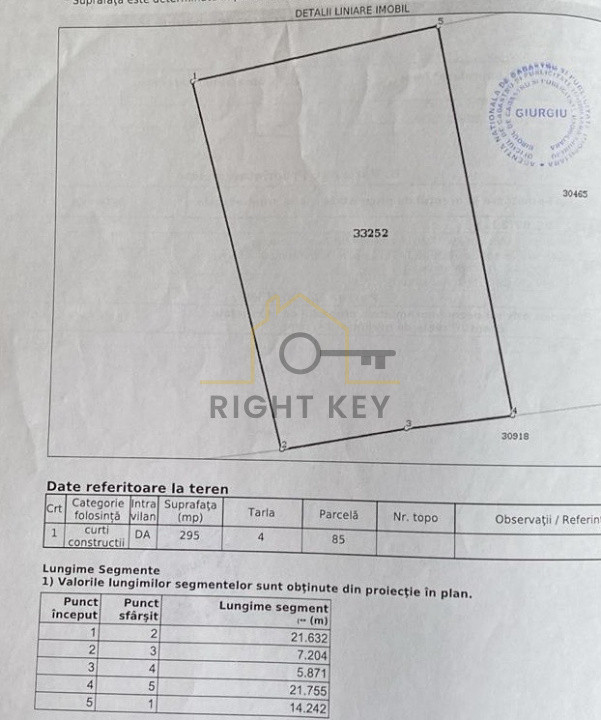 DETALII LINIARE IMOBIL
5
1
GIURGIU
30465
33252
RIGHT KEY
4
3
2
30918
Date referitoare la teren
Crt Categorie folosință Intra vilan Suprafața (mp) Tarla Parcelă Nr. topo Observații / Referin
1 curti constructii DA 295 4 85
Lungime Segmente
1) Valorile lungimilor segmentelor sunt obținute din proiecție în plan.
Punct început Punct sfârșit Lungime segment (m)
1 2 21.632
2 3 7.204
3 4 5.871
4 5 21.755
5 1 14.242